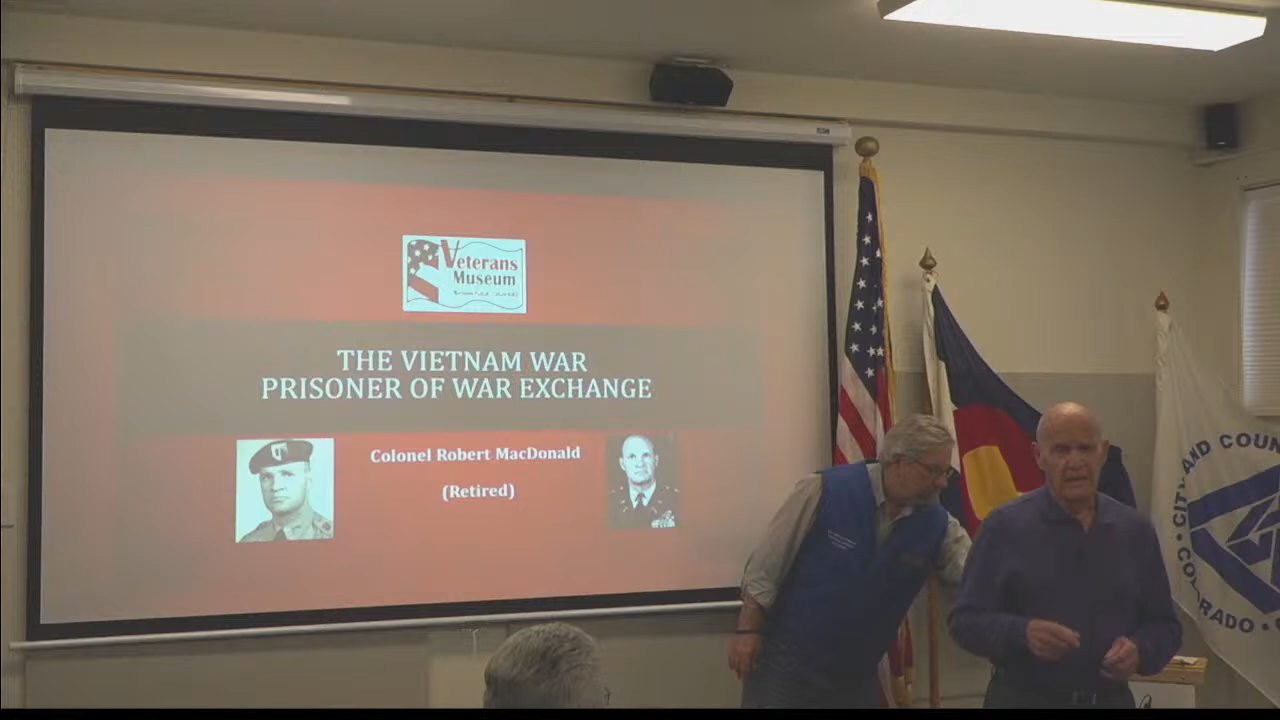 Veterans
Museum
THE VIETNAM WAR
PRISONER OF WAR EXCHANGE
Colonel Robert MacDonald
(Retired)
CITY AND COUN
COLORADO